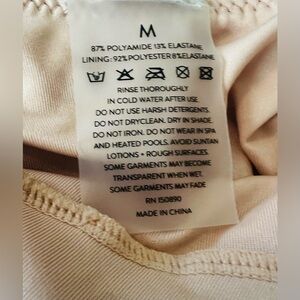 M
87% POLYAMIDE 13% ELASTANE
LINING: 92% POLYESTER 8% ELASTANE
RINSE THOROUGHLY
IN COLD WATER AFTER USE
DO NOT USE HARSH DETERGENTS.
DO NOT DRYCLEAN. DRY IN SHADE
DO NOT IRON. DO NOT WEAR IN SPA
AND HEATED POOLS. AVOID SUNTAN
LOTIONS + ROUGH SURFACES.
SOME GARMENTS MAY BECOME
TRANSPARENT WHEN WET.
SOME GARMENTS MAY FADE
RN 150890
MADE IN CHINA